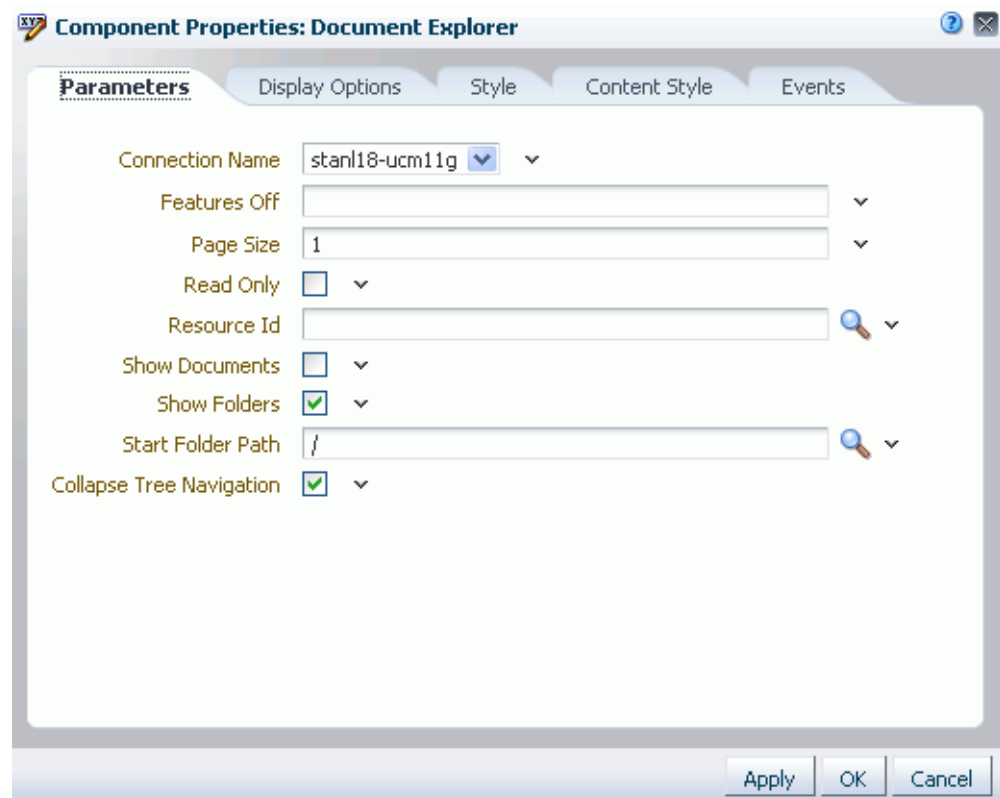 Component Properties: Document Explorer
Parameters Display Options Style Content Style Events
Connection Name stanl18-ucm11g
Features Off
Page Size 1
Read Only
Resource Id
Show Documents
Show Folders
Start Folder Path /
Collapse Tree Navigation
Apply OK Cancel